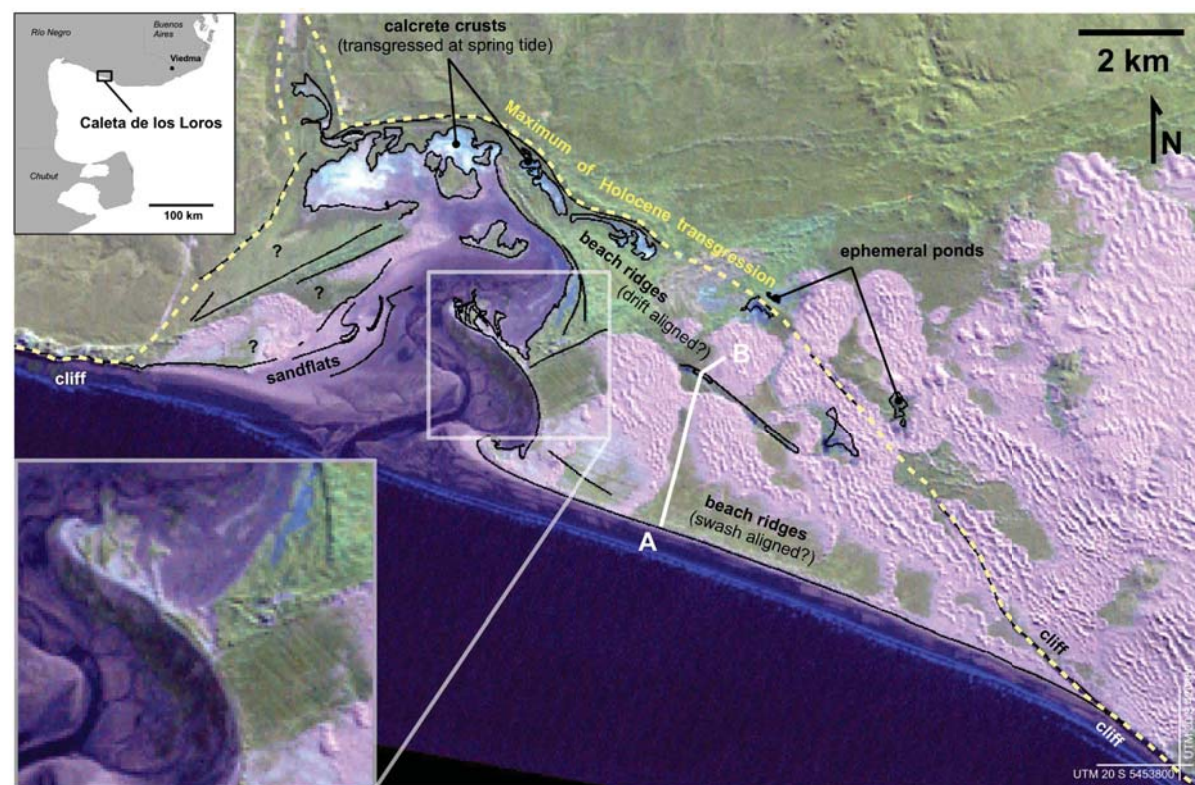 Río Negro
Buenos
Aires
Viedma
Caleta de los Loros
Chubut
100 km
calcrete crusts
(transgressed at spring tide)
2 km
N
Maximum of Holocene transgression
ephemeral ponds
beach ridges
(drift aligned?)
?
?
?
B
sandflats
cliff
A
beach ridges
(swash aligned?)
cliff
cliff
UTM 20 S 5453800